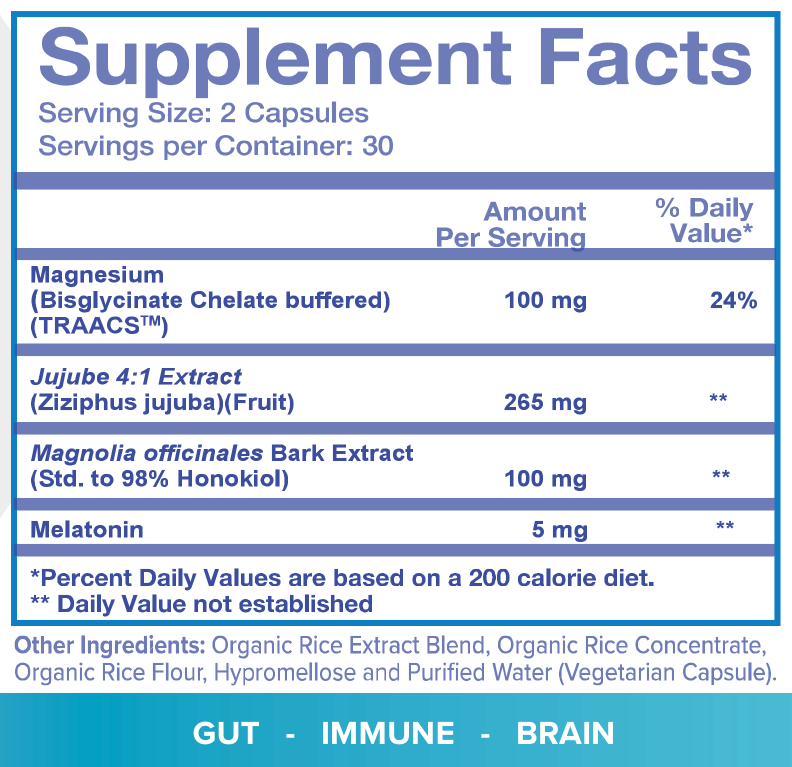 Supplement Facts
Serving Size: 2 Capsules
Servings per Container: 30
Amount Per Serving
% Daily Value*
Magnesium
(Bisglycinate Chelate buffered) 100 mg 24%
(TRAACS™)
Jujube 4:1 Extract
(Ziziphus jujuba)(Fruit) 265 mg **
Magnolia officinales Bark Extract
(Std. to 98% Honokiol) 100 mg **
Melatonin 5 mg **
*Percent Daily Values are based on a 200 calorie diet.
** Daily Value not established
Other Ingredients: Organic Rice Extract Blend, Organic Rice Concentrate,
Organic Rice Flour, Hypromellose and Purified Water (Vegetarian Capsule).
GUT - IMMUNE - BRAIN